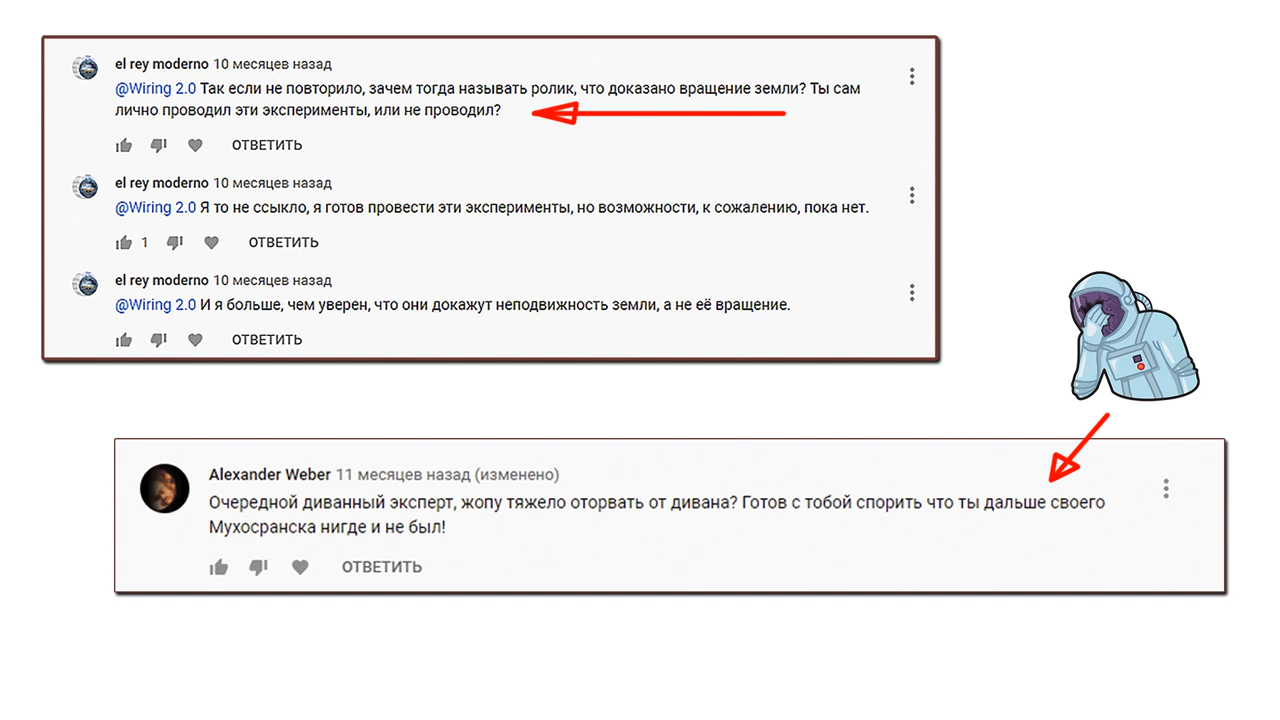 el rey moderno 10 месяцев назад
@Wiring 2.0 Так если не повторило, зачем тогда называть ролик, что доказано вращение земли? Ты сам
лично проводил эти эксперименты, или не проводил?
ОТВЕТИТЬ
el rey moderno 10 месяцев назад
@Wiring 2.0 Я то не ссыкло, я готов провести эти эксперименты, но возможности, к сожалению, пока нет.
1 ОТВЕТИТЬ
el rey moderno 10 месяцев назад
@Wiring 2.0 И я больше, чем уверен, что они докажут неподвижность земли, а не её вращение.
ОТВЕТИТЬ
Alexander Weber 11 месяцев назад (изменено)
Очередной диванный эксперт, жопу тяжело оторвать от дивана? Готов с тобой спорить что ты дальше своего
Мухосранска нигде и не был!
ОТВЕТИТЬ